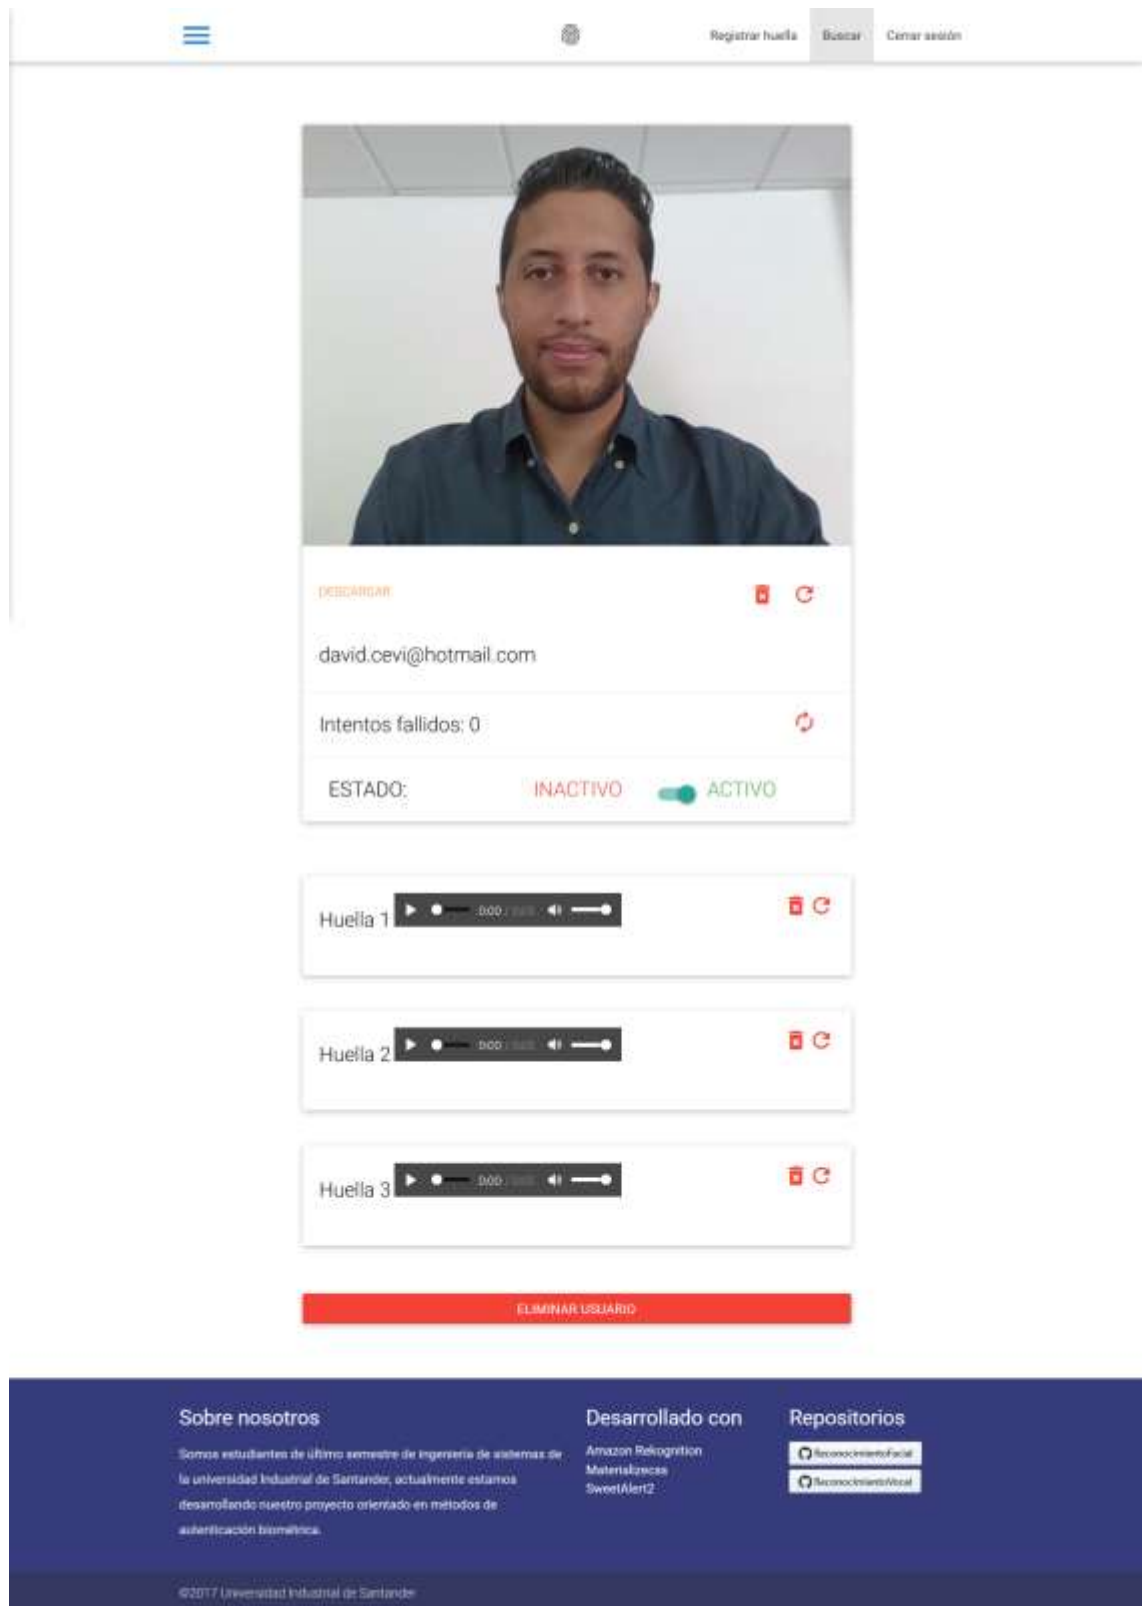 Registrar huella Buscar Cerrar sesión
DESCARGAR
david.cevi@hotmail.com
Intentos fallidos: 0
ESTADO: INACTIVO ACTIVO
Huella 1 0:00
Huella 2 0:00
Huella 3 0:00
ELIMINAR USUARIO
Sobre nosotros
Somos estudiantes de último semestre de ingeniería de sistemas de
la universidad Industrial de Santander, actualmente estamos
desarrollando nuestro proyecto orientado en métodos de
autenticación biométrica.
Desarrollado con
Amazon Rekognition
Materializecss
SweetAlert2
Repositorios
ReconocimientoFacial
ReconocimientoVocal
©2017 Universidad Industrial de Santander